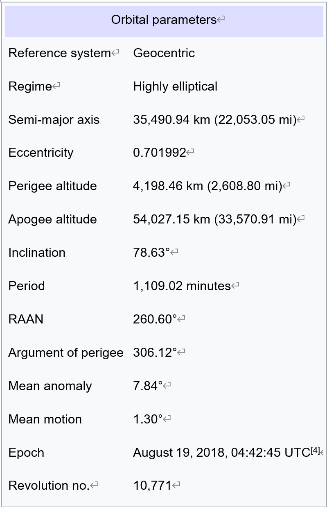 Orbital parameters
Reference system Geocentric
Regime Highly elliptical
Semi-major axis 35,490.94 km (22,053.05 mi)
Eccentricity 0.701992
Perigee altitude 4,198.46 km (2,608.80 mi)
Apogee altitude 54,027.15 km (33,570.91 mi)
Inclination 78.63°
Period 1,109.02 minutes
RAAN 260.60°
Argument of perigee 306.12°
Mean anomaly 7.84°
Mean motion 1.30°
Epoch August 19, 2018, 04:42:45 UTC[4]
Revolution no. 10,771